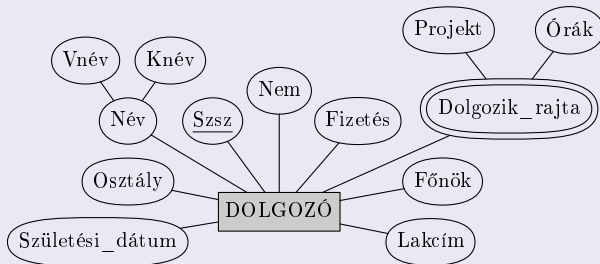 Projekt
Órák
Vnév
Knév
Nem
Dolgozik_rajta
Név
Szsz
Fizetés
Osztály
Főnök
DOLGOZÓ
Születési_dátum
Lakcím